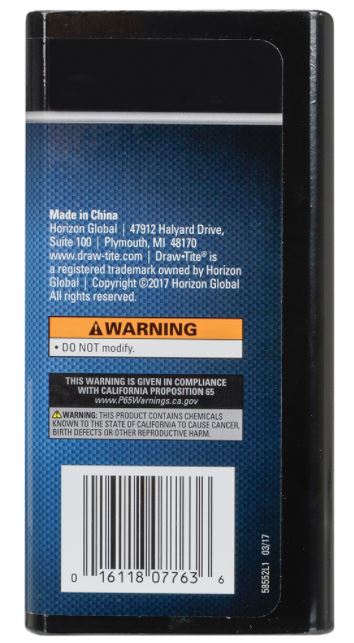 Made in China
Horizon Global | 47912 Halyard Drive,
Suite 100 | Plymouth, MI 48170
www.draw-tite.com | Draw•Tite® is
a registered trademark owned by Horizon
Global | Copyright ©2017 Horizon Global
All rights reserved.
⚠WARNING
• DO NOT modify.
THIS WARNING IS GIVEN IN COMPLIANCE
WITH CALIFORNIA PROPOSITION 65
www.P65Warnings.ca.gov
⚠WARNING: THIS PRODUCT CONTAINS CHEMICALS
KNOWN TO THE STATE OF CALIFORNIA TO CAUSE CANCER,
BIRTH DEFECTS OR OTHER REPRODUCTIVE HARM.
0 16118 07763 6
58552L1 03/17